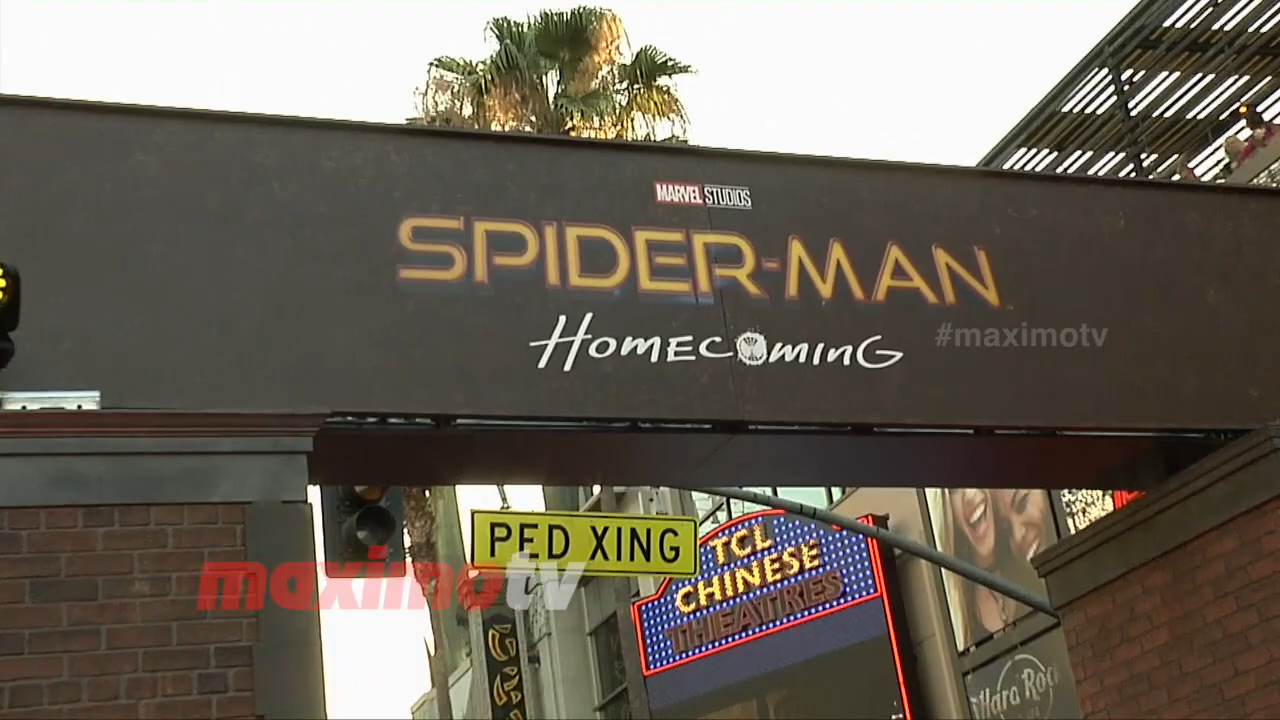 MARVEL STUDIOS
SPIDER-MAN
HOMECOMING
#maximotv
PED XING
maximotv
TCL
CHINESE
THEATRES
Hard Rock